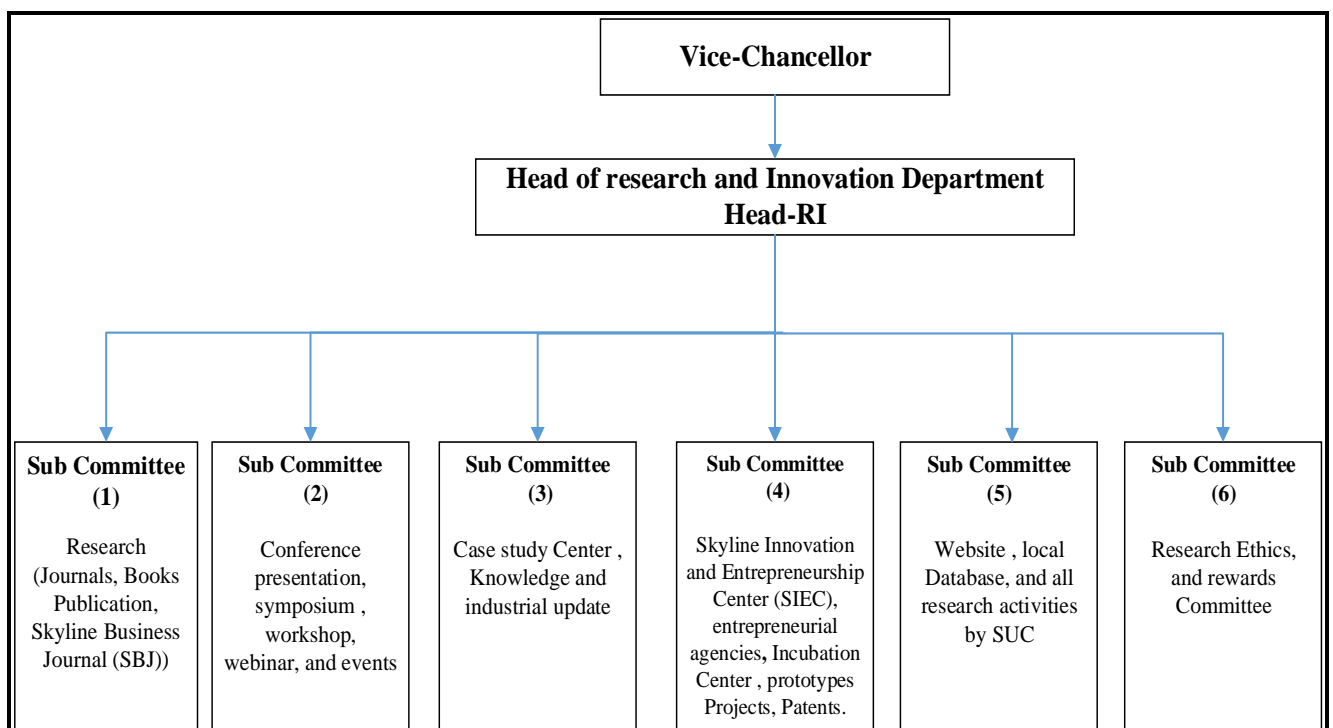 Vice-Chancellor
Head of research and Innovation Department
Head-RI
Sub Committee
(1)
Research
(Journals, Books
Publication,
Skyline Business
Journal (SBJ))
Sub Committee
(2)
Conference
presentation,
symposium ,
workshop,
webinar, and events
Sub Committee
(3)
Case study Center ,
Knowledge and
industrial update
Sub Committee
(4)
Skyline Innovation
and Entrepreneurship
Center (SIEC),
entrepreneurial
agencies, Incubation
Center , prototypes
Projects, Patents.
Sub Committee
(5)
Website , local
Database, and all
research activities
by SUC
Sub Committee
(6)
Research Ethics,
and rewards
Committee